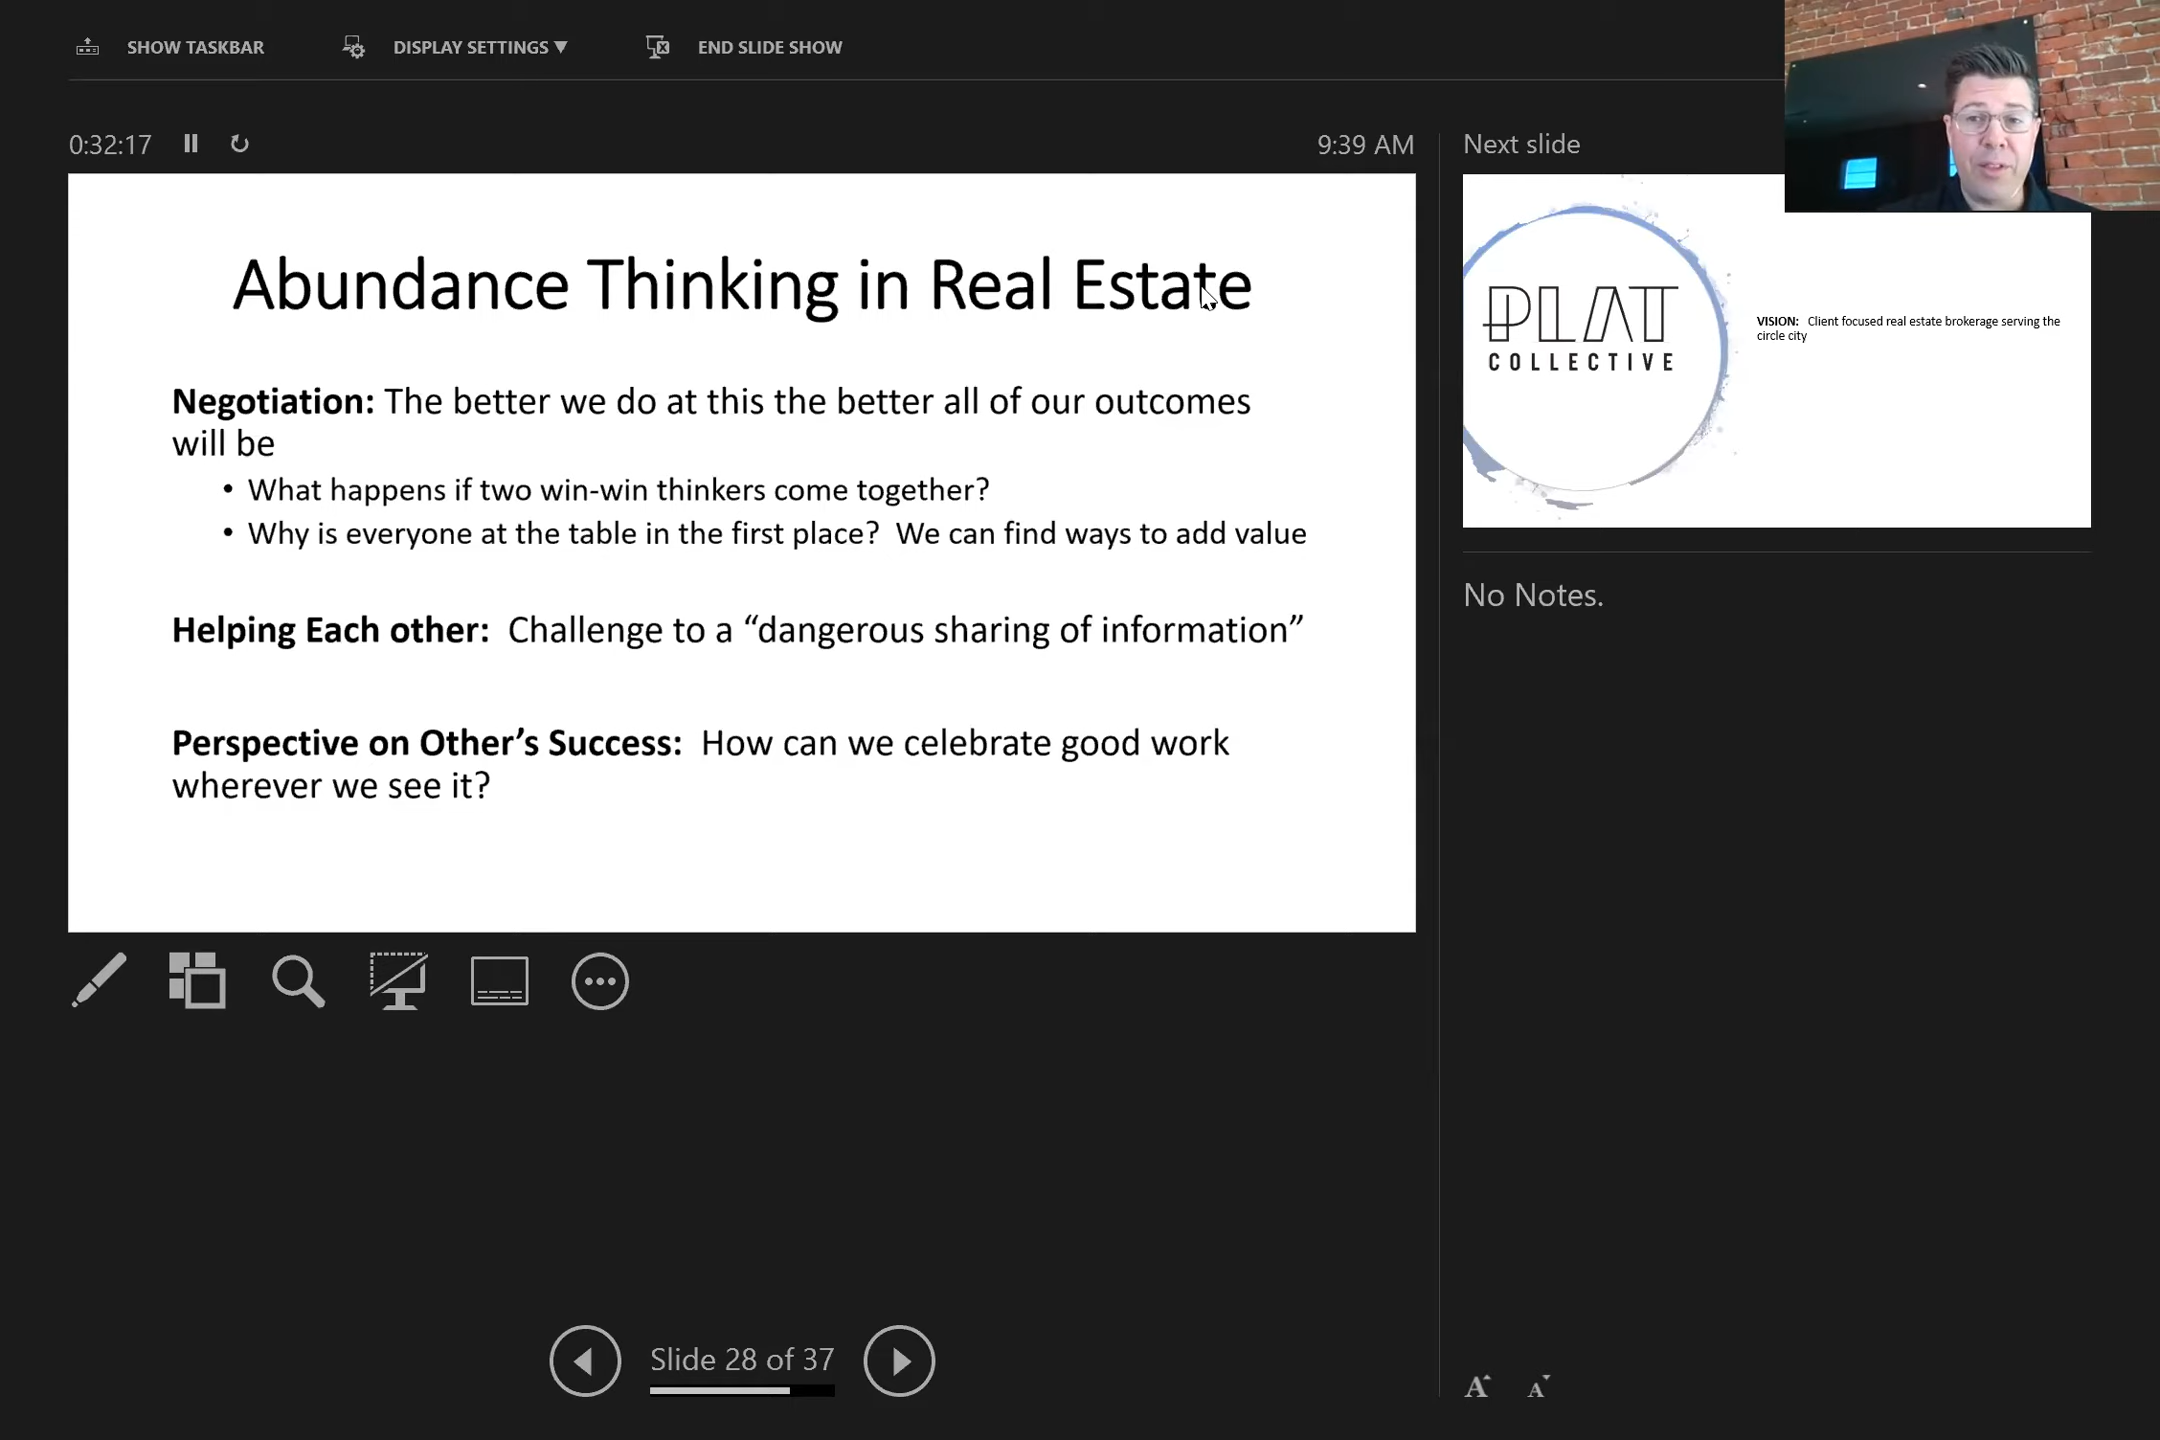 SHOW TASKBAR
DISPLAY SETTINGS ▼
END SLIDE SHOW
0:32:17
9:39 AM
Abundance Thinking in Real Estate
Negotiation: The better we do at this the better all of our outcomes
will be
• What happens if two win-win thinkers come together?
• Why is everyone at the table in the first place?  We can find ways to add value
Helping Each other:  Challenge to a “dangerous sharing of information”
Perspective on Other’s Success:  How can we celebrate good work
wherever we see it?
Slide 28 of 37
Next slide
PLAT
COLLECTIVE
VISION:  Client focused real estate brokerage serving the
circle city
No Notes.
A A